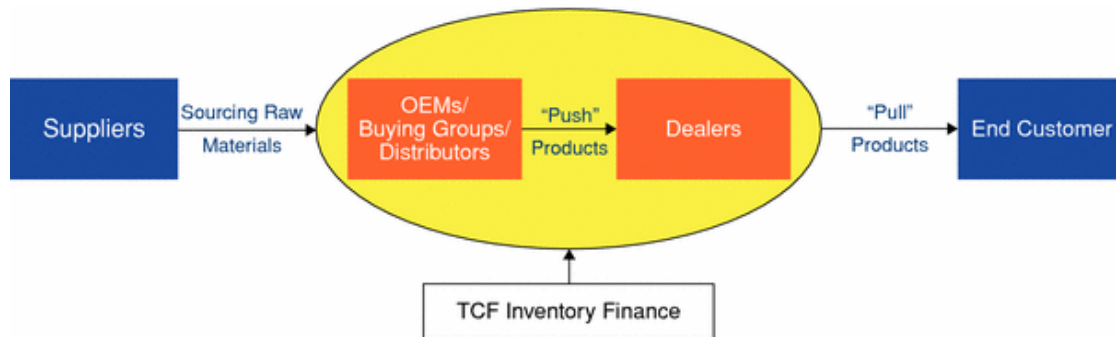 Suppliers
Sourcing Raw
Materials
OEMs/
Buying Groups/
Distributors
“Push”
Products
Dealers
“Pull”
Products
End Customer
TCF Inventory Finance